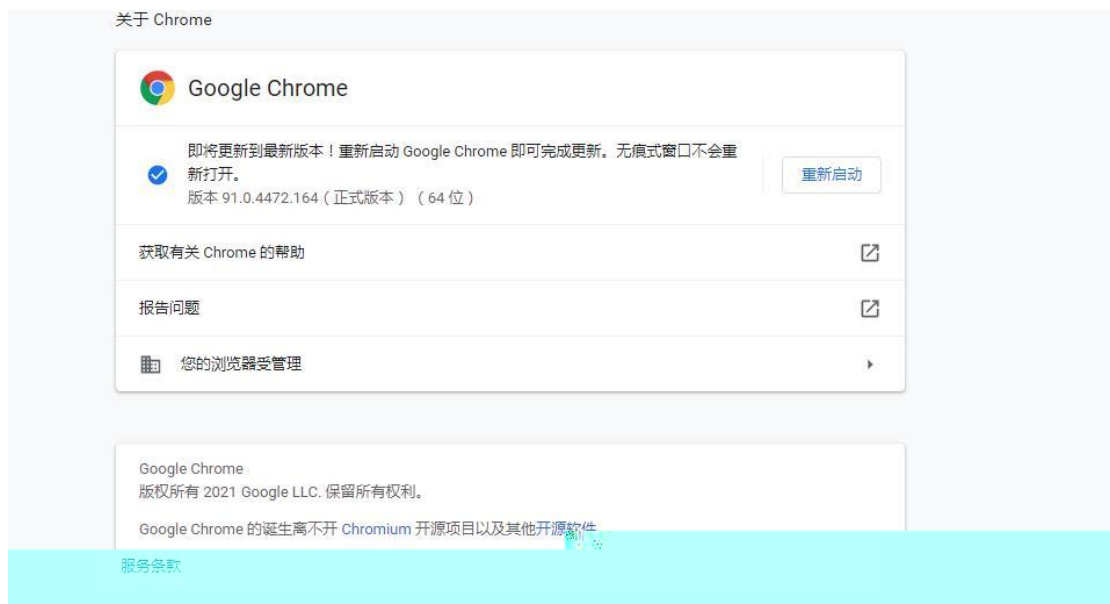 关于 Chrome
Google Chrome
即将更新到最新版本！重新启动 Google Chrome 即可完成更新。无痕式窗口不会重
新打开。
版本 91.0.4472.164（正式版本）（64 位）
重新启动
获取有关 Chrome 的帮助
报告问题
您的浏览器受管理
Google Chrome
版权所有 2021 Google LLC. 保留所有权利。
Google Chrome 的诞生离不开 Chromium 开源项目以及其他开源软件
服务条款